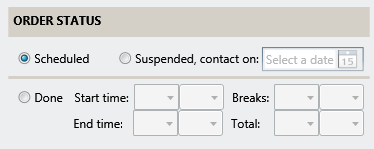 ORDER STATUS
Scheduled Suspended, contact on: Select a date 15
Done Start time: Breaks:
End time: Total: